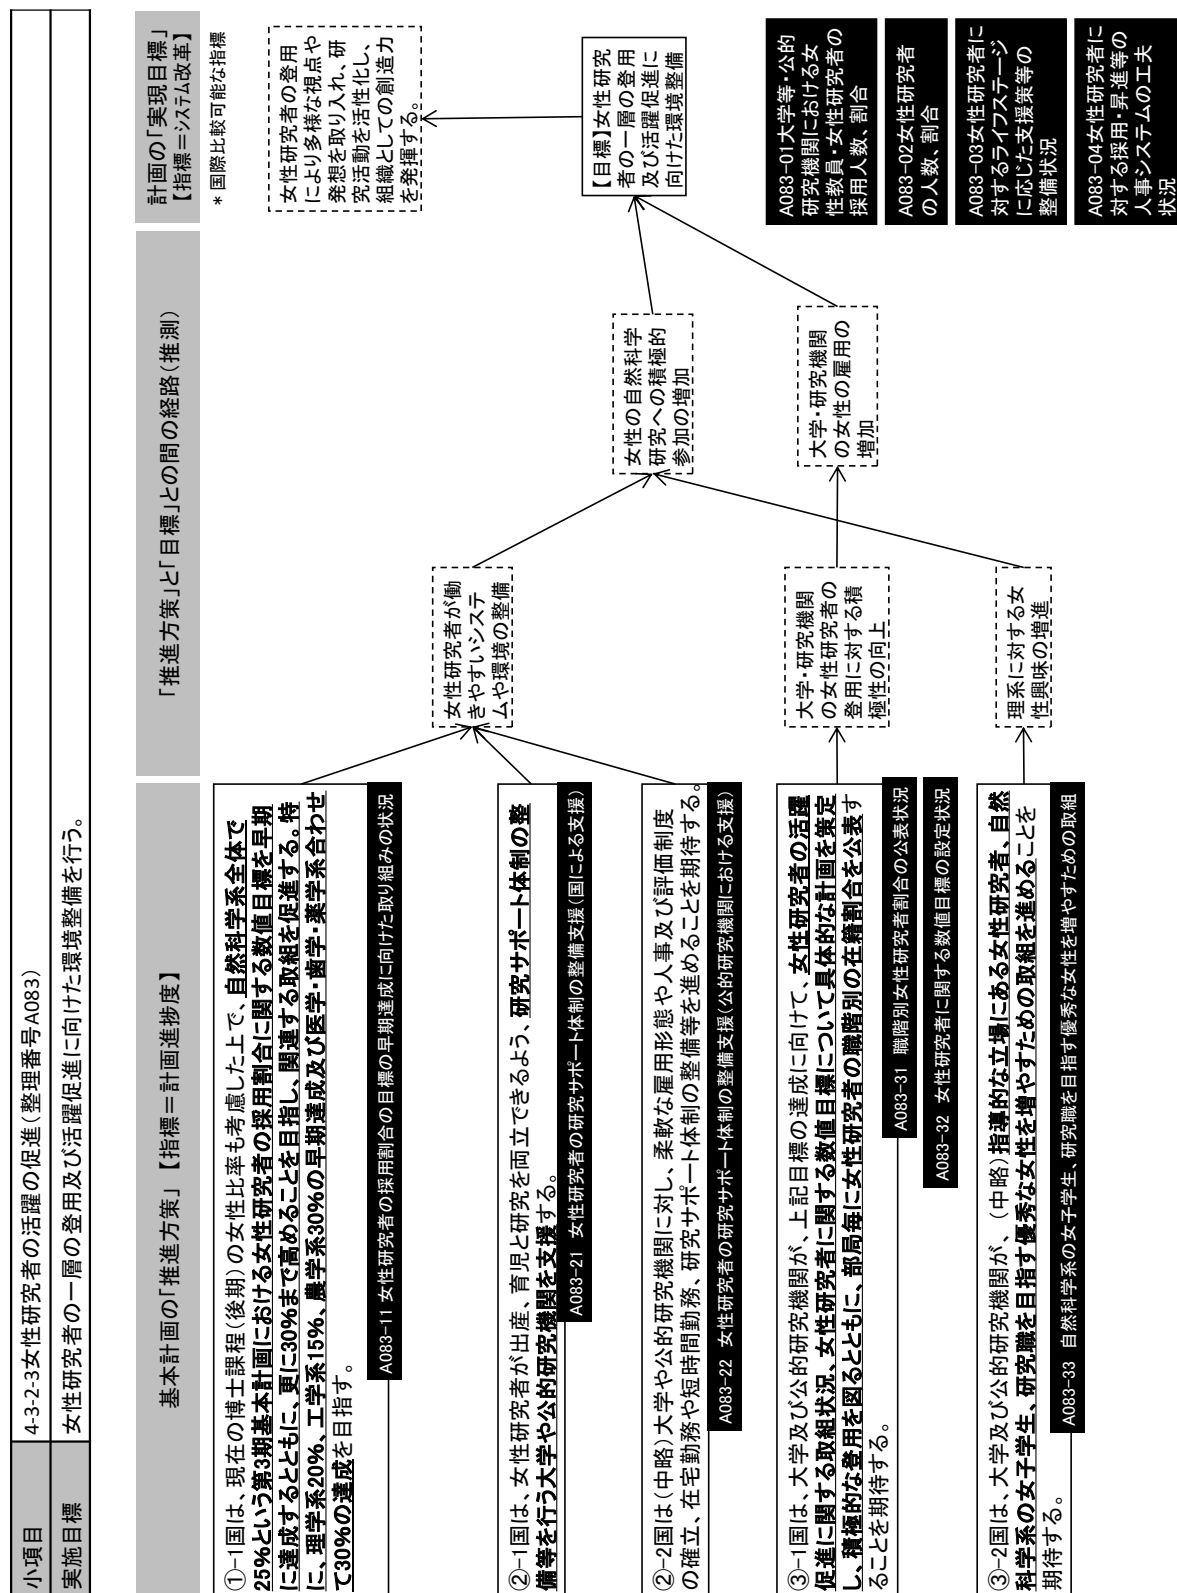 小項目
4-3-2-3女性研究者の活躍の促進(整理番号A083)
実施目標
女性研究者の一層の登用及び活躍促進に向けた環境整備を行う。
基本計画の「推進方策」【指標=計画進捗度】
「推進方策」と「目標」との間の経路(推測)
計画の「実現目標」
【指標=システム改革】
*国際比較可能な指標
①-1国は、現在の博士課程(後期)の女性比率も考慮した上で、自然科学系全体で
25%という第3期基本計画における女性研究者の採用割合に関する数値目標を早期
に達成するとともに、更に30%まで高めることを目指し、関連する取組を促進する。特
に、理学系20%、工学系15%、農学系30%の早期達成及び医学・歯学・薬学系合わせ
て30%の達成を目指す。
A083-11 女性研究者の採用割合の目標の早期達成に向けた取り組みの状況
②-1国は、女性研究者が出産、育児と研究を両立できるよう、研究サポート体制の整
備等を行う大学や公的研究機関を支援する。
A083-21 女性研究者の研究サポート体制の整備支援(国による支援)
②-2国は(中略)大学や公的研究機関に対し、柔軟な雇用形態や人事及び評価制度
の確立、在宅勤務や短時間勤務、研究サポート体制の整備等を進めることを期待する。
A083-22 女性研究者の研究サポート体制の整備支援(公的研究機関における支援)
③-1国は、大学及び公的研究機関が、上記目標の達成に向けて、女性研究者の活躍
促進に関する取組状況、女性研究者に関する数値目標について具体的な計画を策定
し、積極的な登用を図るとともに、部局毎に女性研究者の職階別の在籍割合を公表す
ることを期待する。
A083-31 職階別女性研究者割合の公表状況
A083-32 女性研究者に関する数値目標の設定状況
③-2国は、大学及び公的研究機関が、(中略)指導的な立場にある女性研究者、自然
科学系の女子学生、研究職を目指す優秀な女性を増やすための取組を進めることを
期待する。
A083-33 自然科学系の女子学生、研究職を目指す優秀な女性を増やすための取組
女性研究者が働
きやすいシステ
ムや環境の整備
大学・研究機関
の女性研究者の
登用に対する積
極性の向上
理系に対する女
性興味の増進
女性の自然科学
研究への積極的
参加の増加
大学・研究機関
の女性の雇用の
増加
女性研究者の登用
により多様な視点や
発想を取り入れ、研
究活動を活性化し、
組織としての創造力
を発揮する。
【目標】女性研究
者の一層の登用
及び活躍促進に
向けた環境整備
A083-01大学等・公的
研究機関における女
性教員・女性研究者の
採用人数、割合
A083-02女性研究者
の人数、割合
A083-03女性研究者に
対するライフステージ
に応じた支援策等の
整備状況
A083-04女性研究者に
対する採用・昇進等の
人事システムの工夫
状況